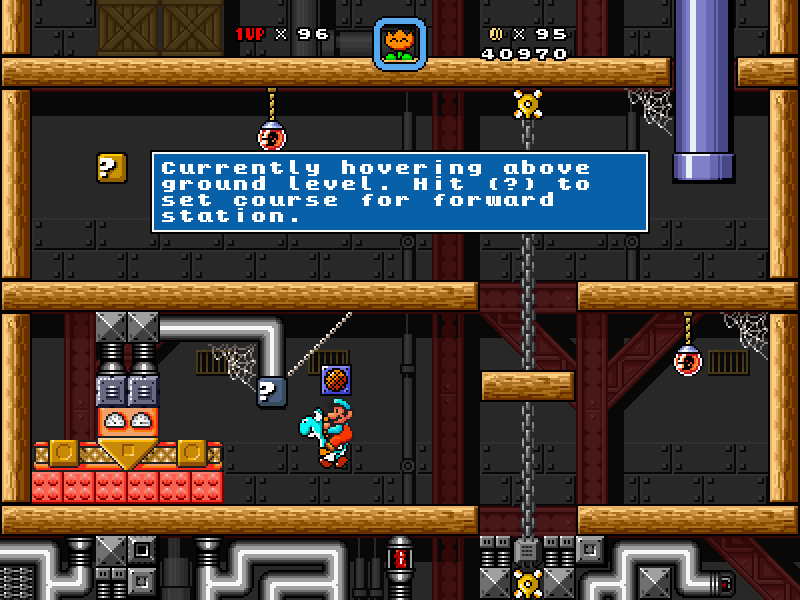 1UP × 96
× 95
40970
?
Currently hovering above
ground level. Hit (?) to
set course for forward
station.
?